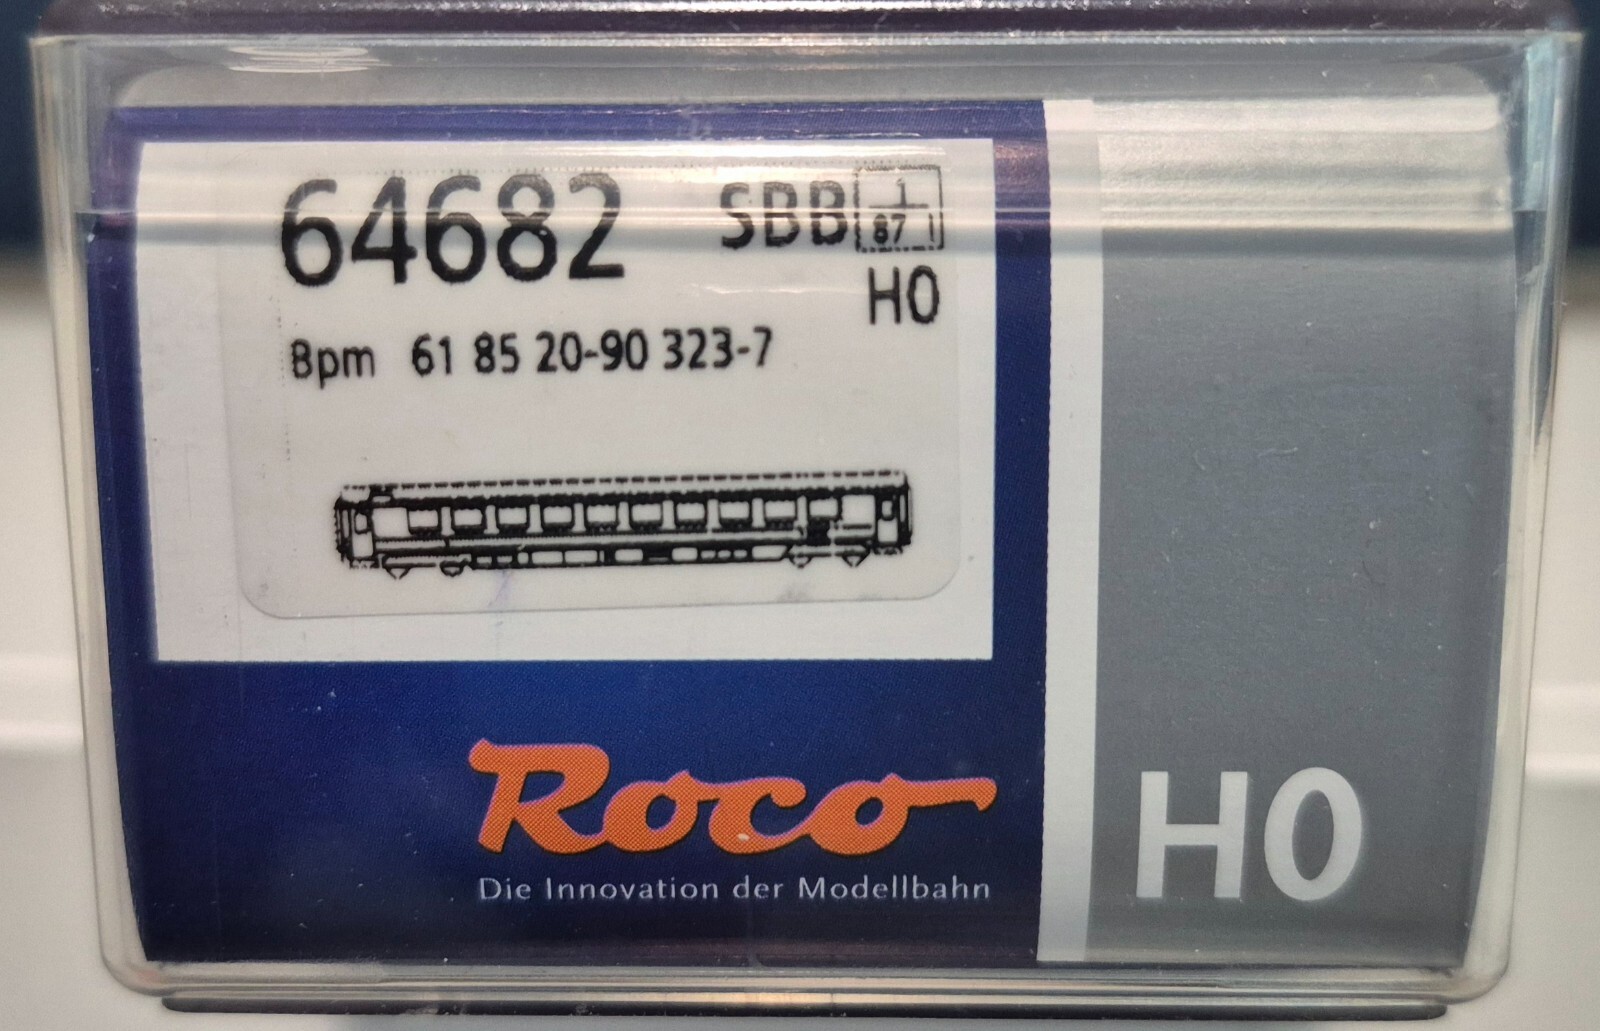 64682 SBB 1
87
H0
Bpm 61 85 20-90 323-7
Roco
Die Innovation der Modellbahn
H0